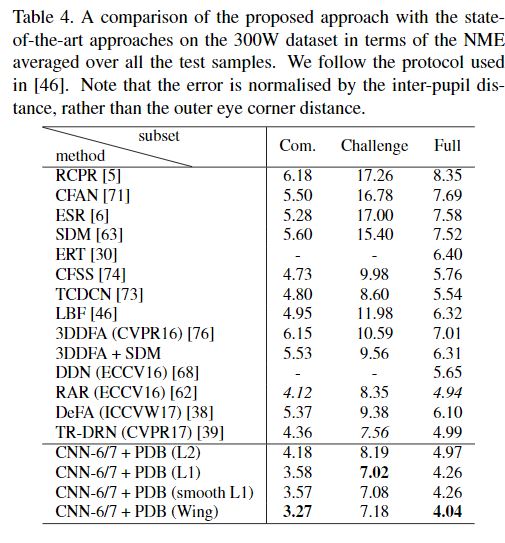 Table 4. A comparison of the proposed approach with the state-
of-the-art approaches on the 300W dataset in terms of the NME
averaged over all the test samples. We follow the protocol used
in [46]. Note that the error is normalised by the inter-pupil dis-
tance, rather than the outer eye corner distance.
subset
method Com. Challenge Full
RCPR [5] 6.18 17.26 8.35
CFAN [71] 5.50 16.78 7.69
ESR [6] 5.28 17.00 7.58
SDM [63] 5.60 15.40 7.52
ERT [30] - - 6.40
CFSS [74] 4.73 9.98 5.76
TCDCN [73] 4.80 8.60 5.54
LBF [46] 4.95 11.98 6.32
3DDFA (CVPR16) [76] 6.15 10.59 7.01
3DDFA + SDM 5.53 9.56 6.31
DDN (ECCV16) [68] - - 5.65
RAR (ECCV16) [62] 4.12 8.35 4.94
DeFA (ICCVW17) [38] 5.37 9.38 6.10
TR-DRN (CVPR17) [39] 4.36 7.56 4.99
CNN-6/7 + PDB (L2) 4.18 8.19 4.97
CNN-6/7 + PDB (L1) 3.58 7.02 4.26
CNN-6/7 + PDB (smooth L1) 3.57 7.08 4.26
CNN-6/7 + PDB (Wing) 3.27 7.18 4.04